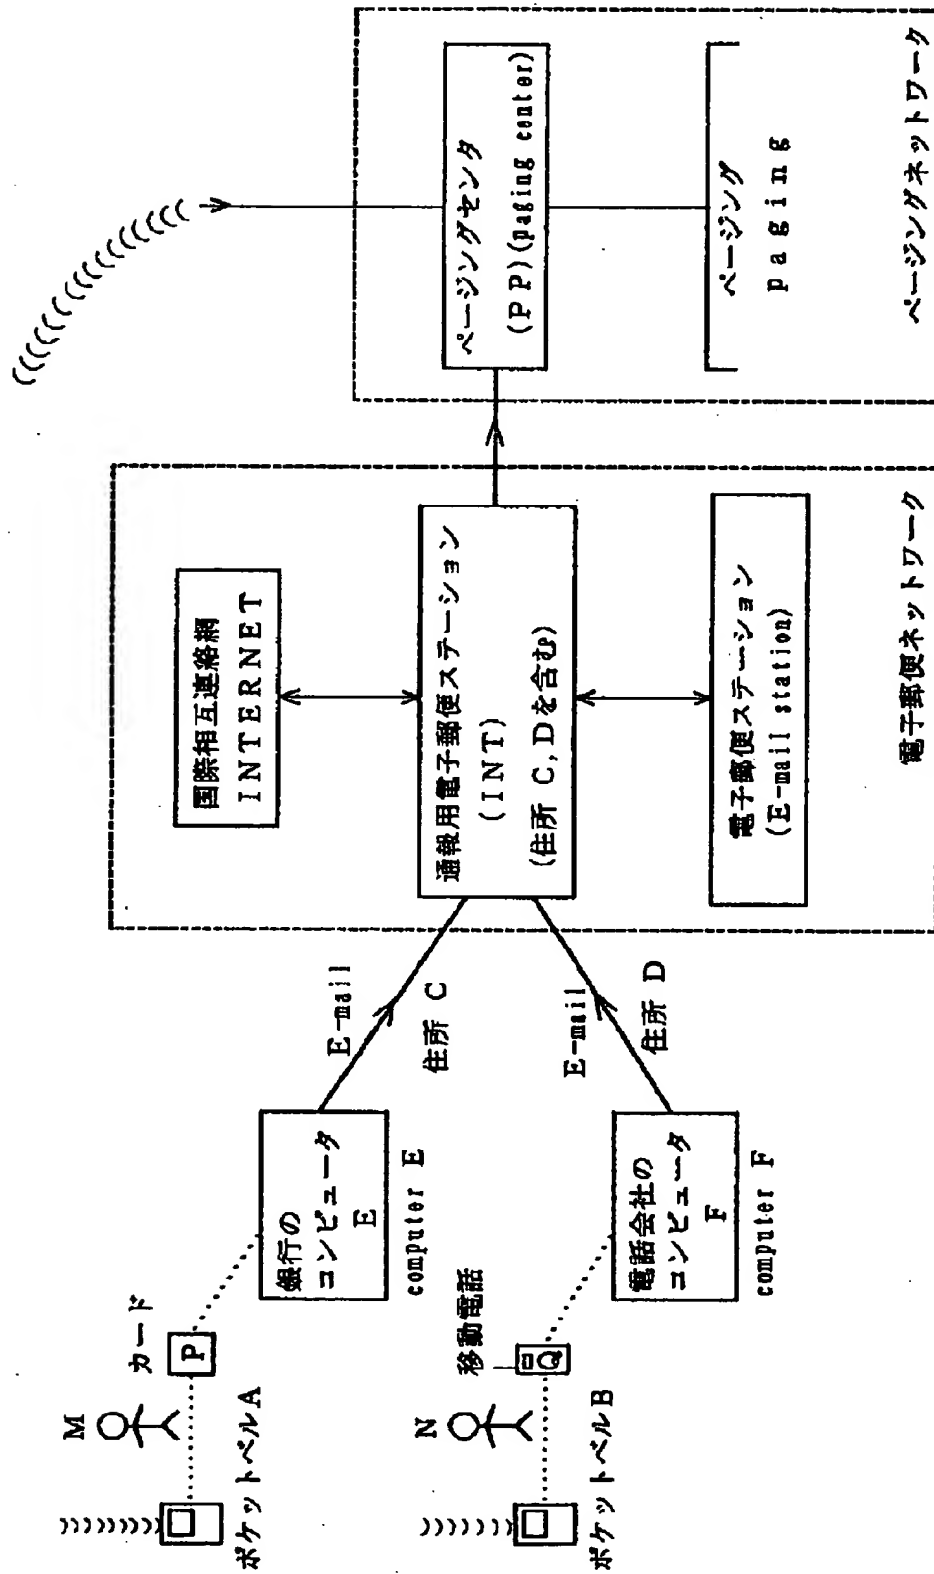 M
カード
P
ポケットベルA
銀行の
コンピュータ
E
computer E
E-mail
住所 C
N
移動電話
Q
ポケットベルB
電話会社の
コンピュータ
F
computer F
E-mail
住所 D
国際相互連絡網
INTERNET
通報用電子郵便ステーション
(INT)
(住所 C, Dを含む)
電子郵便ステーション
(E-mail station)
電子郵便ネットワーク
ページングセンタ
(PP)(paging center)
ページング
paging
ページングネットワーク